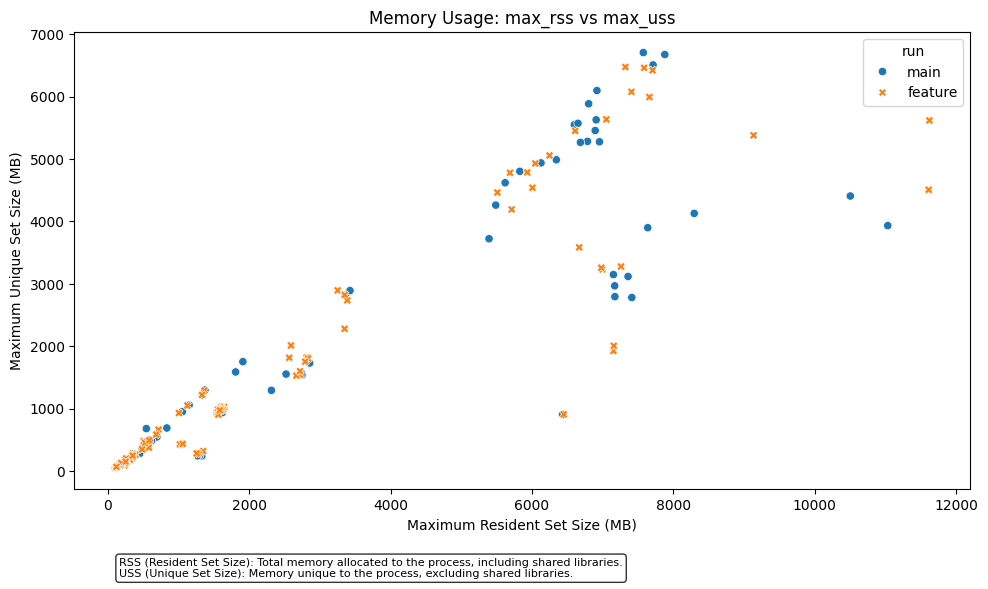 Memory Usage: max_rss vs max_uss
run
main
feature
7000
6000
5000
4000
3000
2000
1000
0
Maximum Unique Set Size (MB)
0 2000 4000 6000 8000 10000 12000
Maximum Resident Set Size (MB)
RSS (Resident Set Size): Total memory allocated to the process, including shared libraries.
USS (Unique Set Size): Memory unique to the process, excluding shared libraries.